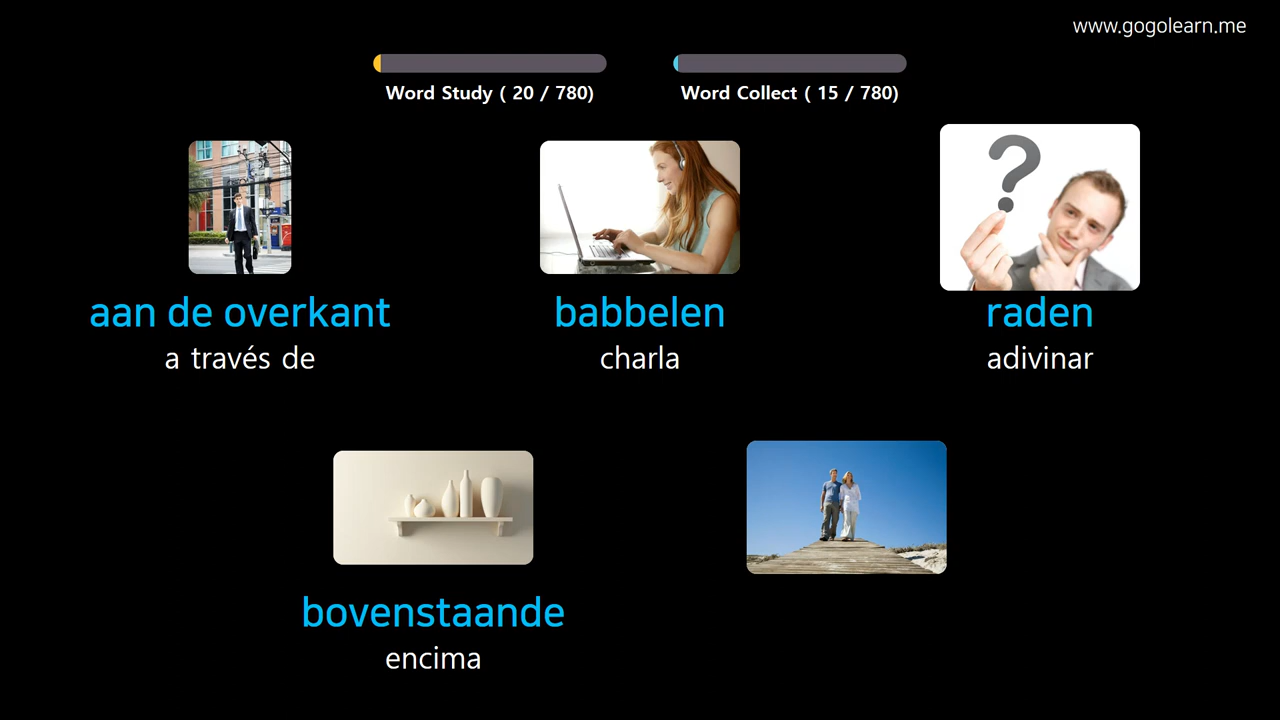 www.gogolearn.me
Word Study ( 20 / 780)
Word Collect ( 15 / 780)
aan de overkant
a través de
babbelen
charla
raden
adivinar
bovenstaande
encima